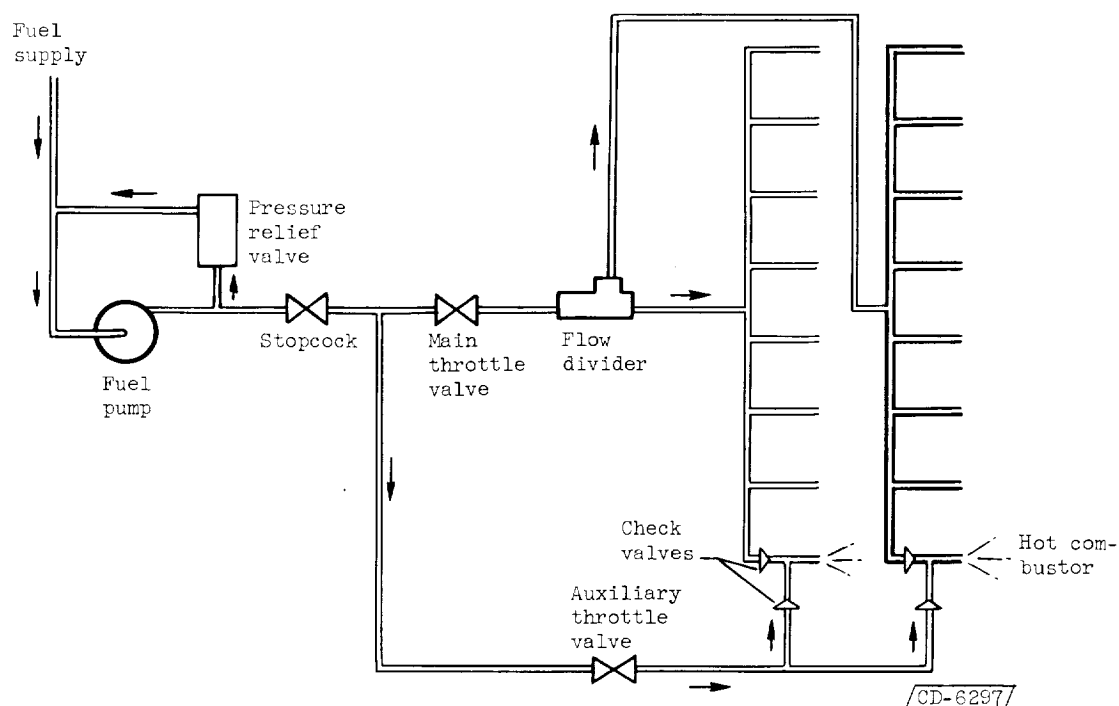 Fuel
supply
Pressure
relief
valve
Stopcock
Main
throttle
valve
Flow
divider
Fuel
pump
Check
valves
Hot com-
bustor
Auxiliary
throttle
valve
/CD-6297/